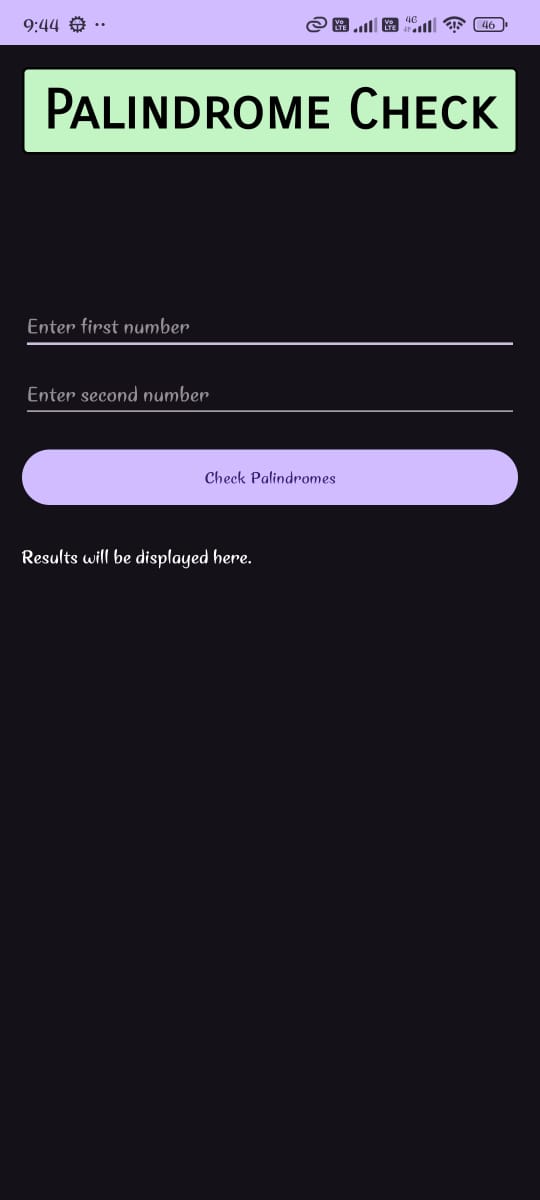 9:44 Vo LTE Vo LTE 4G 46
Palindrome Check
Enter first number
Enter second number
Check Palindromes
Results will be displayed here.